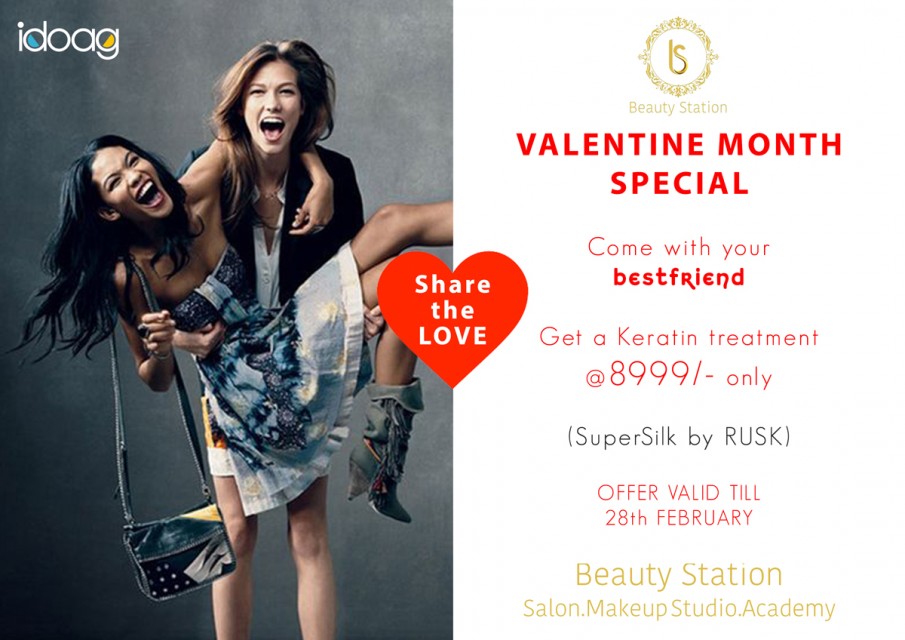 idoag
Beauty Station
VALENTINE MONTH
SPECIAL
Come with your
bestfriend
Share
the
LOVE
Get a Keratin treatment
@8999/- only
(SuperSilk by RUSK)
OFFER VALID TILL
28th FEBRUARY
Beauty Station
Salon.Makeup Studio.Academy